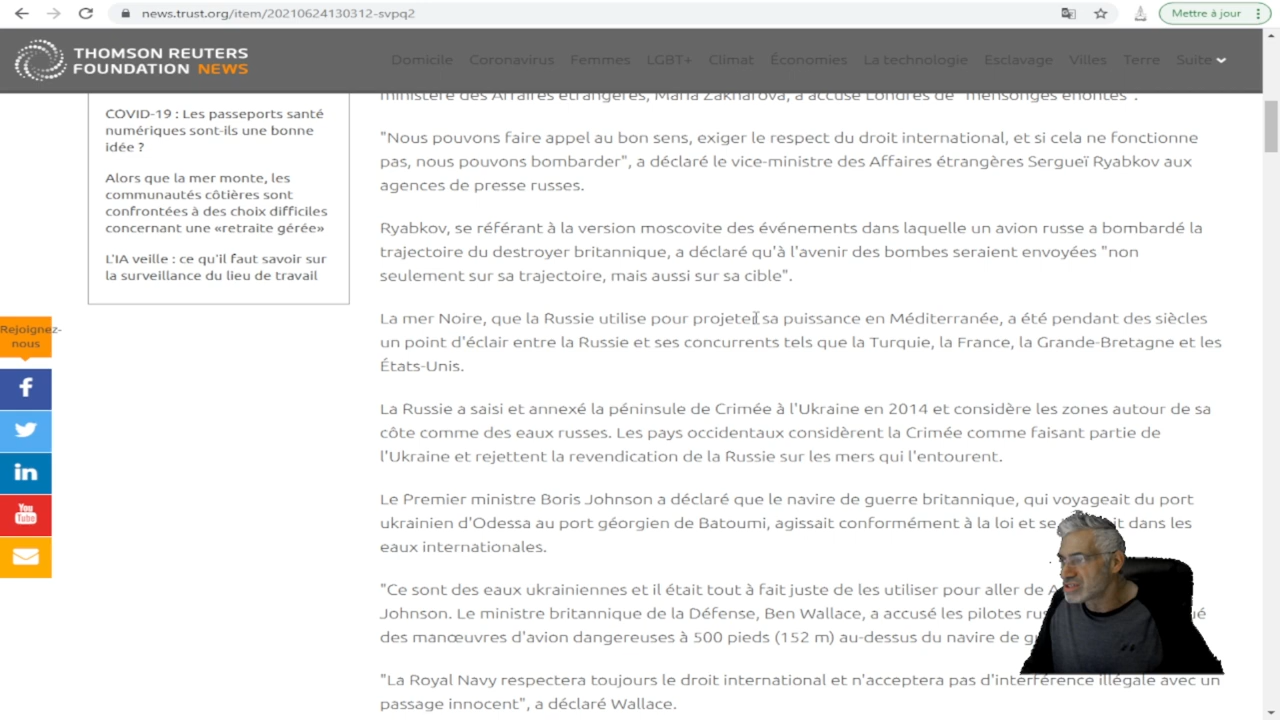 news.trust.org/item/20210624130312-svpq2
Mettre à jour
THOMSON REUTERS
FOUNDATION NEWS
Domicile Coronavirus Femmes LGBT+ Climat Économies La technologie Esclavage Villes Terre Suite
ministère des Affaires étrangères, Maria Zakharova, a accusé Londres de "mensonges éhontés".
COVID-19 : Les passeports santé
numériques sont-ils une bonne
idée ?
Alors que la mer monte, les
communautés côtières sont
confrontées à des choix difficiles
concernant une «retraite gérée»
L'IA veille : ce qu'il faut savoir sur
la surveillance du lieu de travail
Rejoignez-
nous
You
Tube
"Nous pouvons faire appel au bon sens, exiger le respect du droit international, et si cela ne fonctionne
pas, nous pouvons bombarder", a déclaré le vice-ministre des Affaires étrangères Sergueï Ryabkov aux
agences de presse russes.
Ryabkov, se référant à la version moscovite des événements dans laquelle un avion russe a bombardé la
trajectoire du destroyer britannique, a déclaré qu'à l'avenir des bombes seraient envoyées "non
seulement sur sa trajectoire, mais aussi sur sa cible".
La mer Noire, que la Russie utilise pour projeter sa puissance en Méditerranée, a été pendant des siècles
un point d'éclair entre la Russie et ses concurrents tels que la Turquie, la France, la Grande-Bretagne et les
États-Unis.
La Russie a saisi et annexé la péninsule de Crimée à l'Ukraine en 2014 et considère les zones autour de sa
côte comme des eaux russes. Les pays occidentaux considèrent la Crimée comme faisant partie de
l'Ukraine et rejettent la revendication de la Russie sur les mers qui l'entourent.
Le Premier ministre Boris Johnson a déclaré que le navire de guerre britannique, qui voyageait du port
ukrainien d'Odessa au port géorgien de Batoumi, agissait conformément à la loi et dans les
eaux internationales.
"Ce sont des eaux ukrainiennes et il était tout à fait juste de les utiliser pour aller de
Johnson. Le ministre britannique de la Défense, Ben Wallace, a accusé les pilotes
des manœuvres d'avion dangereuses à 500 pieds (152 m) au-dessus du navire de
"La Royal Navy respectera toujours le droit international et n'acceptera pas d'interférence illégale avec un
passage innocent", a déclaré Wallace.